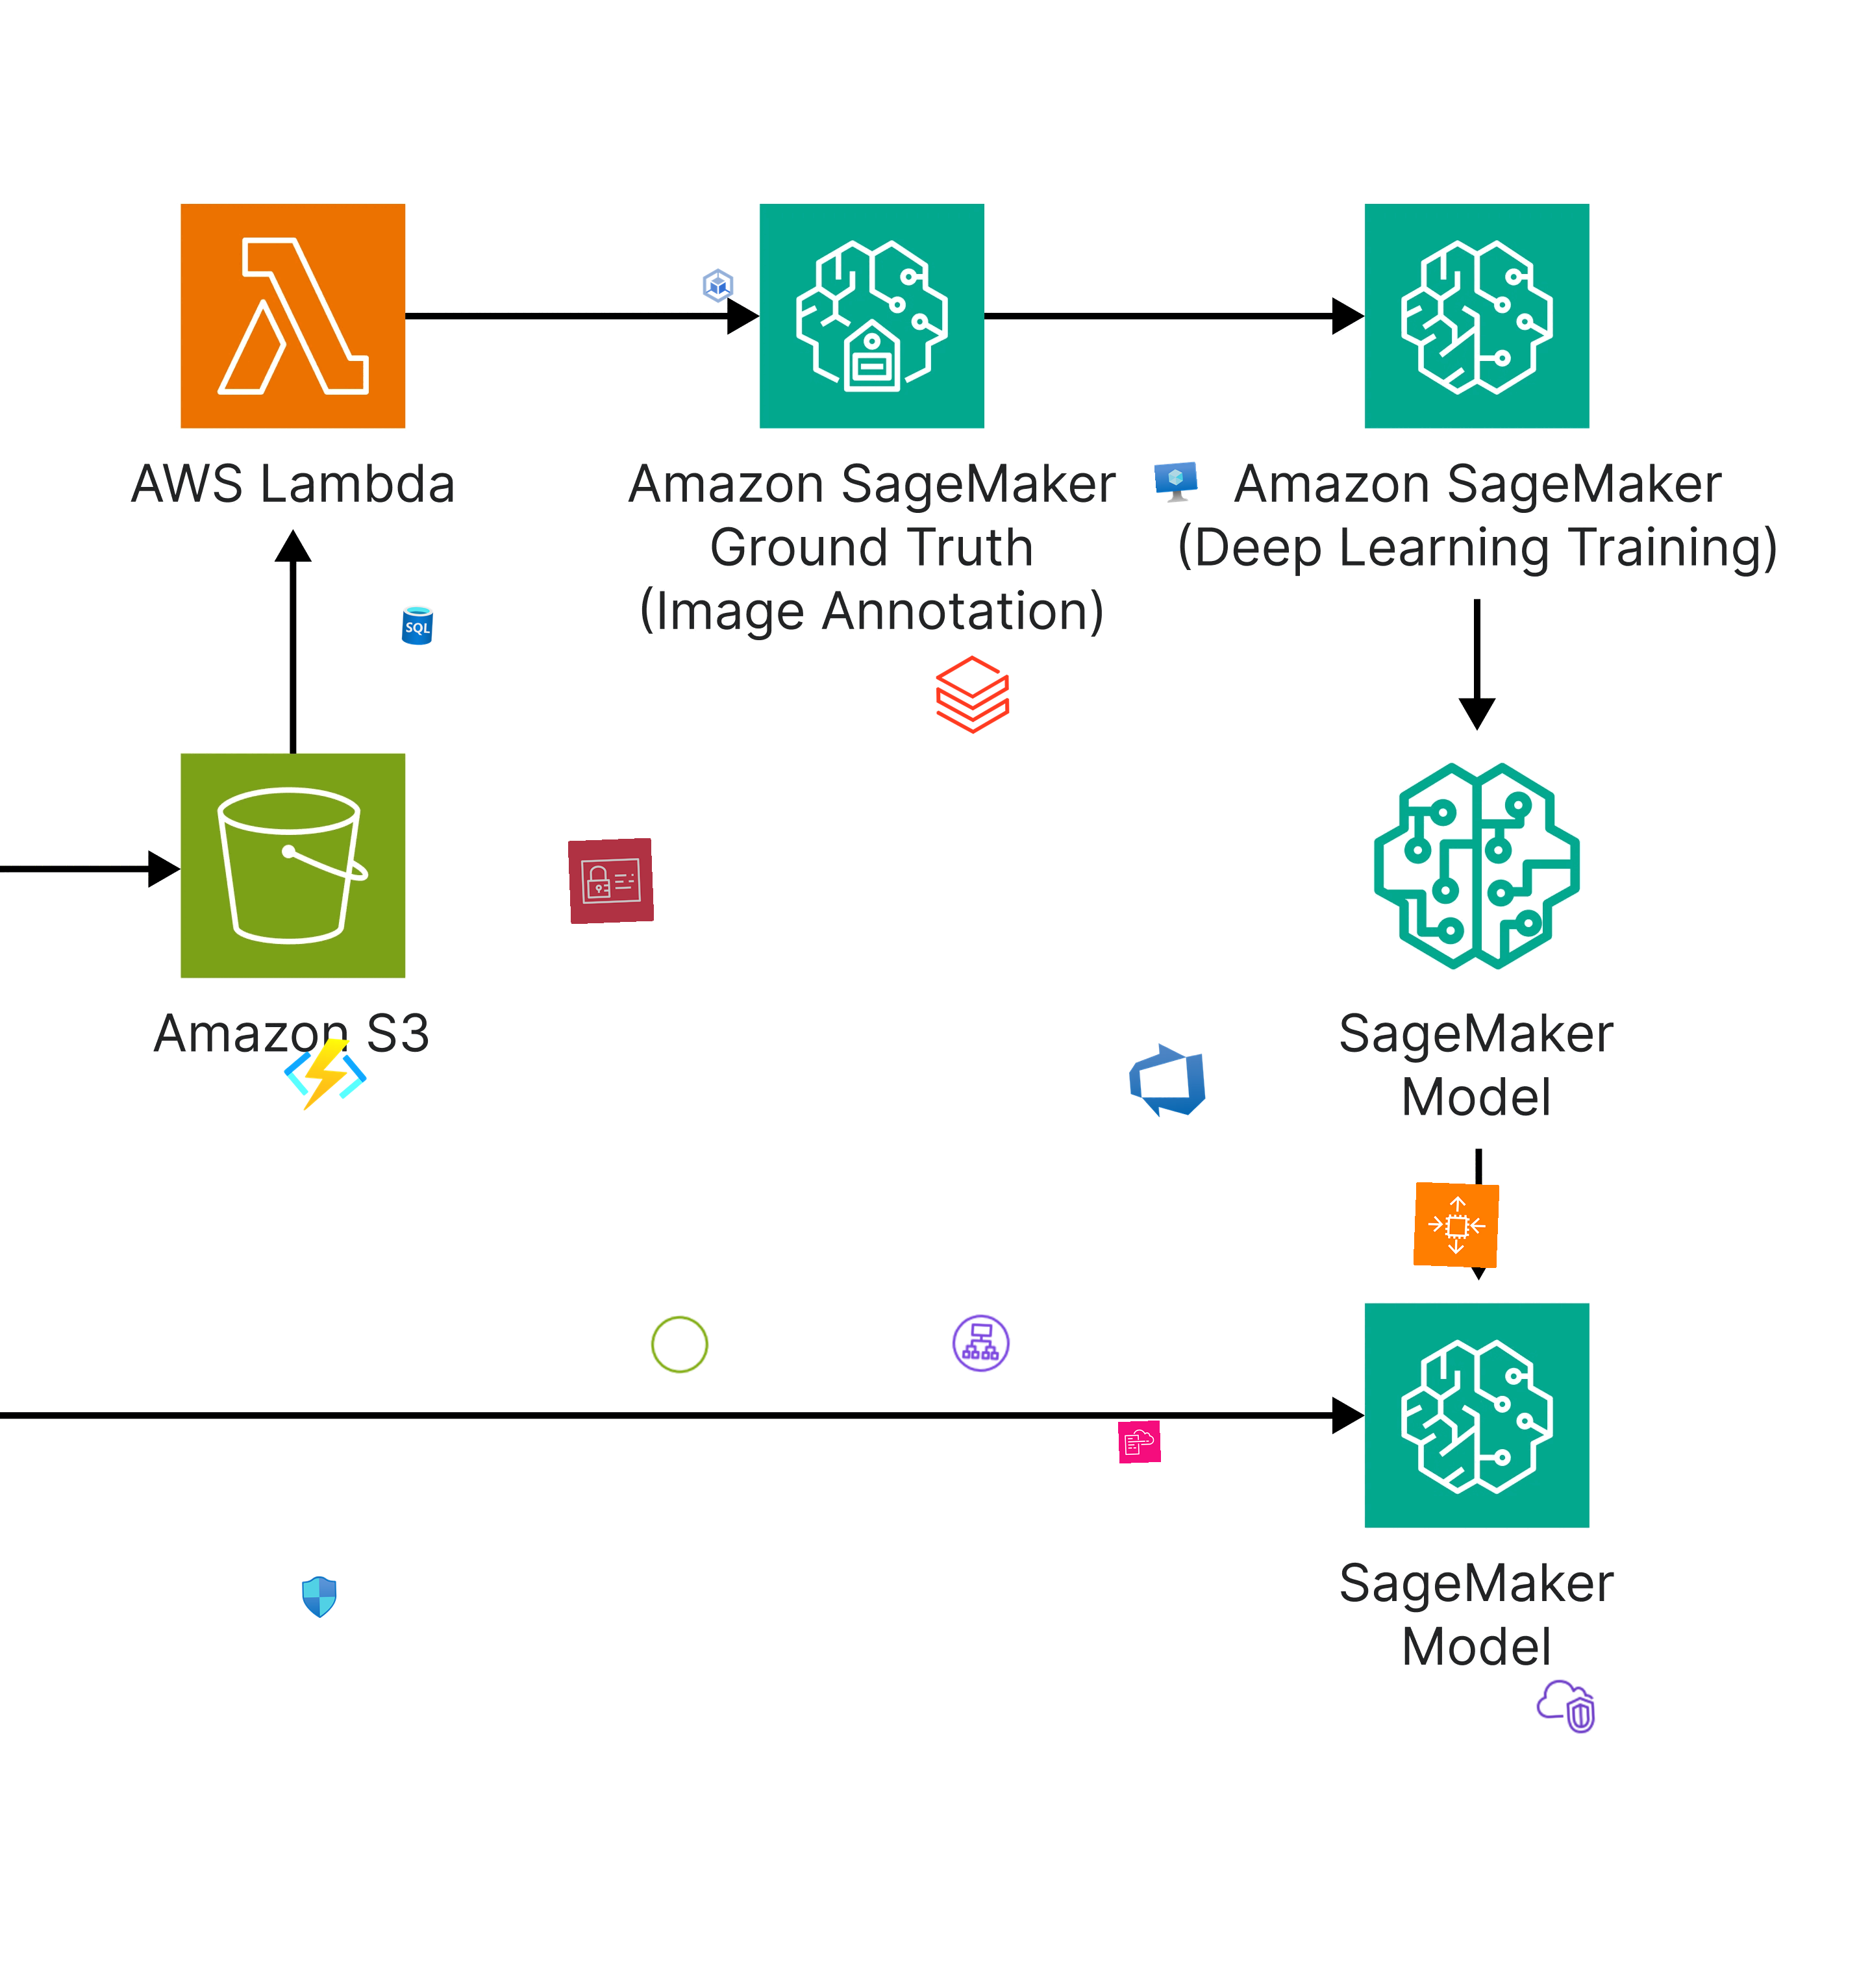 AWS Lambda
Amazon SageMaker
Ground Truth
(Image Annotation)
Amazon SageMaker
(Deep Learning Training)
SQL
Amazon S3
SageMaker
Model
SageMaker
Model